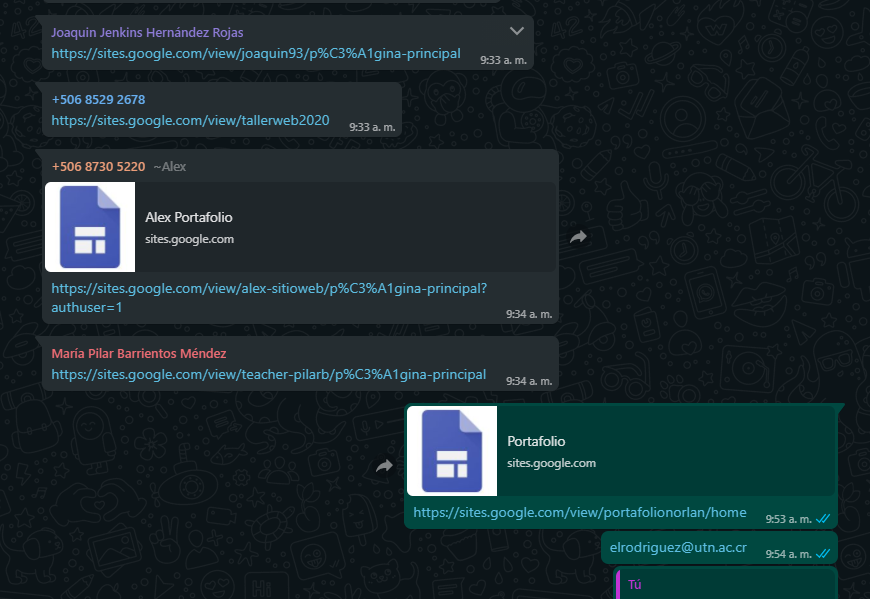 Joaquin Jenkins Hernández Rojas
https://sites.google.com/view/joaquin93/p%C3%A1gina-principal
9:33 a. m.
+506 8529 2678
https://sites.google.com/view/tallerweb2020
9:33 a. m.
+506 8730 5220 ~Alex
Alex Portafolio
sites.google.com
https://sites.google.com/view/alex-sitioweb/p%C3%A1gina-principal?
authuser=1
9:34 a. m.
María Pilar Barrientos Méndez
https://sites.google.com/view/teacher-pilarb/p%C3%A1gina-principal
9:34 a. m.
Portafolio
sites.google.com
https://sites.google.com/view/portafolionorlan/home
9:53 a. m.
elrodriguez@utn.ac.cr
9:54 a. m.
Tú